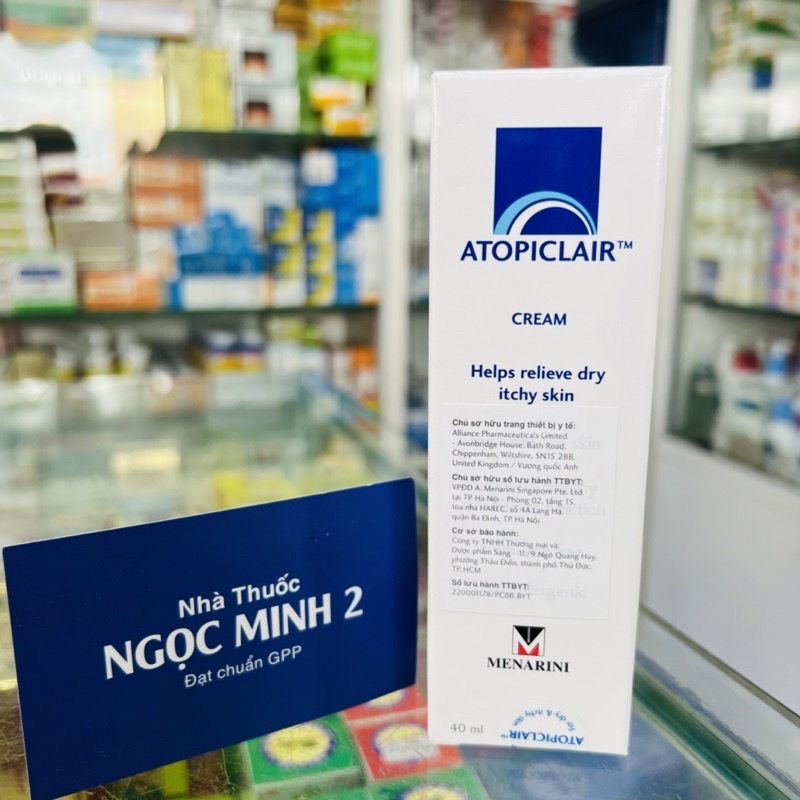 ATOPICLAIR™
CREAM
Helps relieve dry
itchy skin
Chủ sở hữu trang thiết bị y tế:
Alliance Pharmaceuticals Limited
- Avonbridge House, Bath Road,
Chippenham, Wiltshire, SN15 2BB,
United Kingdom / Vương quốc Anh
Chủ sở hữu số lưu hành TTBYT:
VPĐD A. Menarini Singapore Pte. Ltd.
tại TP. Hà Nội - Phòng 02, tầng 15,
tòa nhà HAREC, số 4A Láng Hạ,
quận Ba Đình, TP. Hà Nội
Cơ sở bảo hành:
Công ty TNHH Thương mại và
Dược phẩm Sang - 11/9 Ngô Quang Huy,
phường Thảo Điền, thành phố Thủ Đức,
TP. HCM
Số lưu hành TTBYT:
220001178/PCBB-BYT
MENARINI
40 ml
ATOPICLAIR™
for dry & itchy skin
Nhà Thuốc
NGỌC MINH 2
Đạt chuẩn GPP